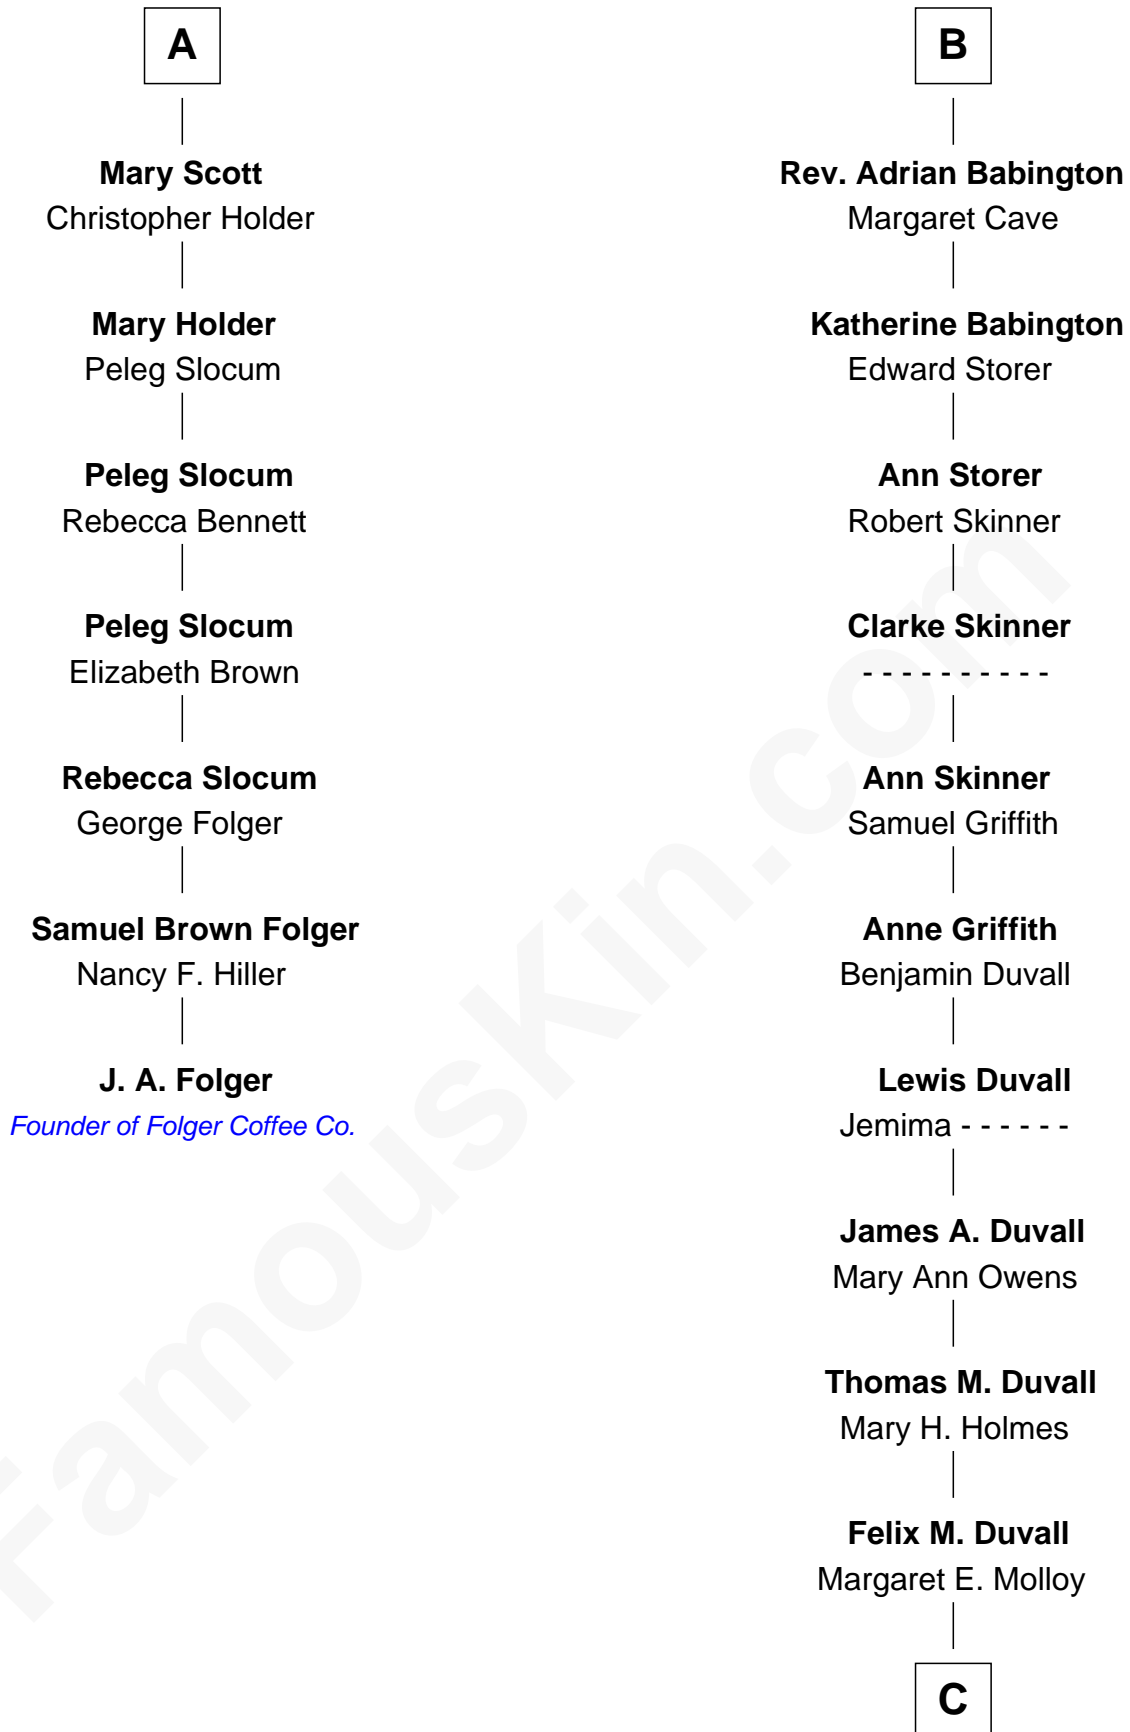 A
Mary Scott
Christopher Holder
Mary Holder
Peleg Slocum
Peleg Slocum
Rebecca Bennett
Peleg Slocum
Elizabeth Brown
Rebecca Slocum
George Folger
Samuel Brown Folger
Nancy F. Hiller
J. A. Folger
Founder of Folger Coffee Co.
B
Rev. Adrian Babington
Margaret Cave
Katherine Babington
Edward Storer
Ann Storer
Robert Skinner
Clarke Skinner
- - - - - - - - - -
Ann Skinner
Samuel Griffith
Anne Griffith
Benjamin Duvall
Lewis Duvall
Jemima - - - - - -
James A. Duvall
Mary Ann Owens
Thomas M. Duvall
Mary H. Holmes
Felix M. Duvall
Margaret E. Molloy
C
FamousKin.com